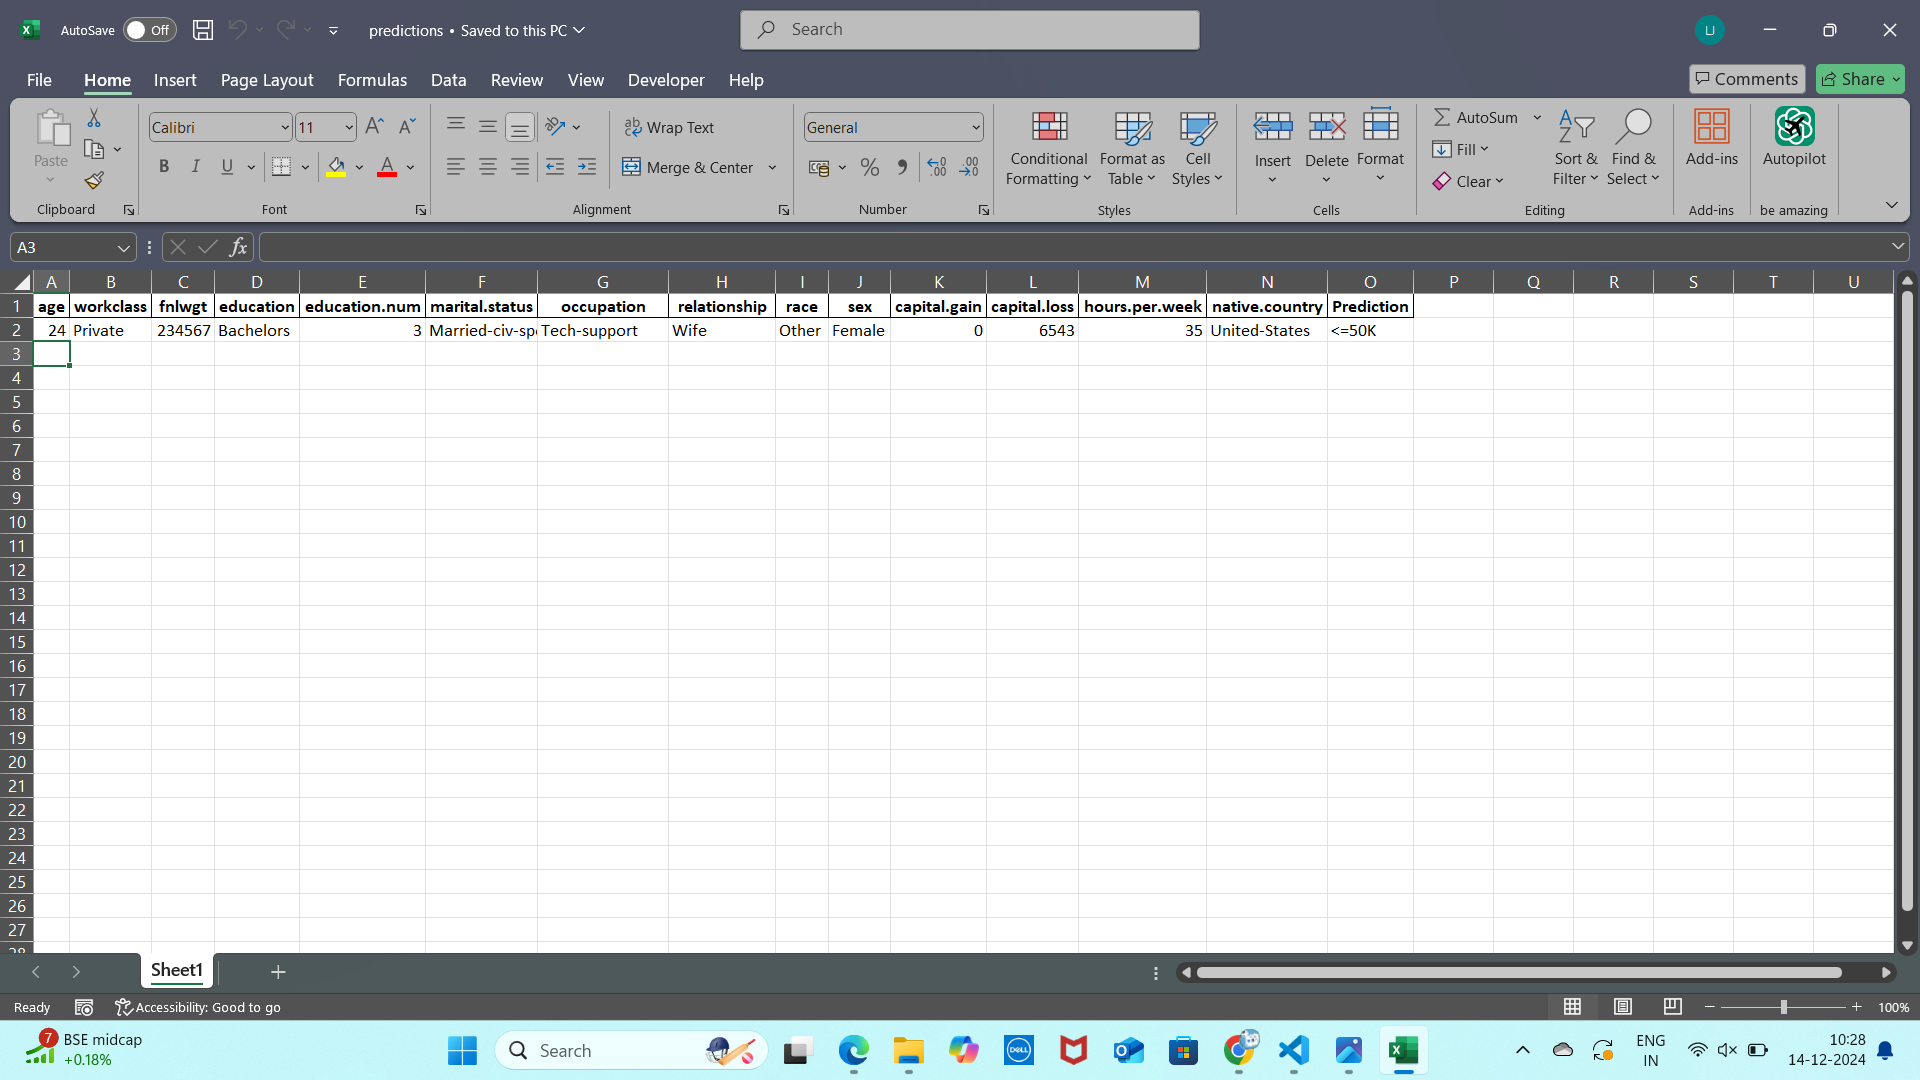 AutoSave Off predictions • Saved to this PC Search U
File Home Insert Page Layout Formulas Data Review View Developer Help Comments Share
Paste Calibri 11 Wrap Text General Conditional Formatting Format as Table Cell Styles Insert Delete Format AutoSum Fill Clear Sort & Filter Find & Select Add-ins Autopilot
B I U A Merge & Center % .00
Clipboard Font Alignment Number Styles Cells Editing Add-ins be amazing
A3 fx
A B C D E F G H I J K L M N O P Q R S T U
1 age workclass fnlwgt education education.num marital.status occupation relationship race sex capital.gain capital.loss hours.per.week native.country Prediction
2 24 Private 234567 Bachelors 3 Married-civ-sp Tech-support Wife Other Female 0 6543 35 United-States <=50K
3
4
5
6
7
8
9
10
11
12
13
14
15
16
17
18
19
20
21
22
23
24
25
26
27
28
Sheet1
Ready Accessibility: Good to go 100%
7 BSE midcap Search DELL ENG 10:28
+0.18% IN 14-12-2024